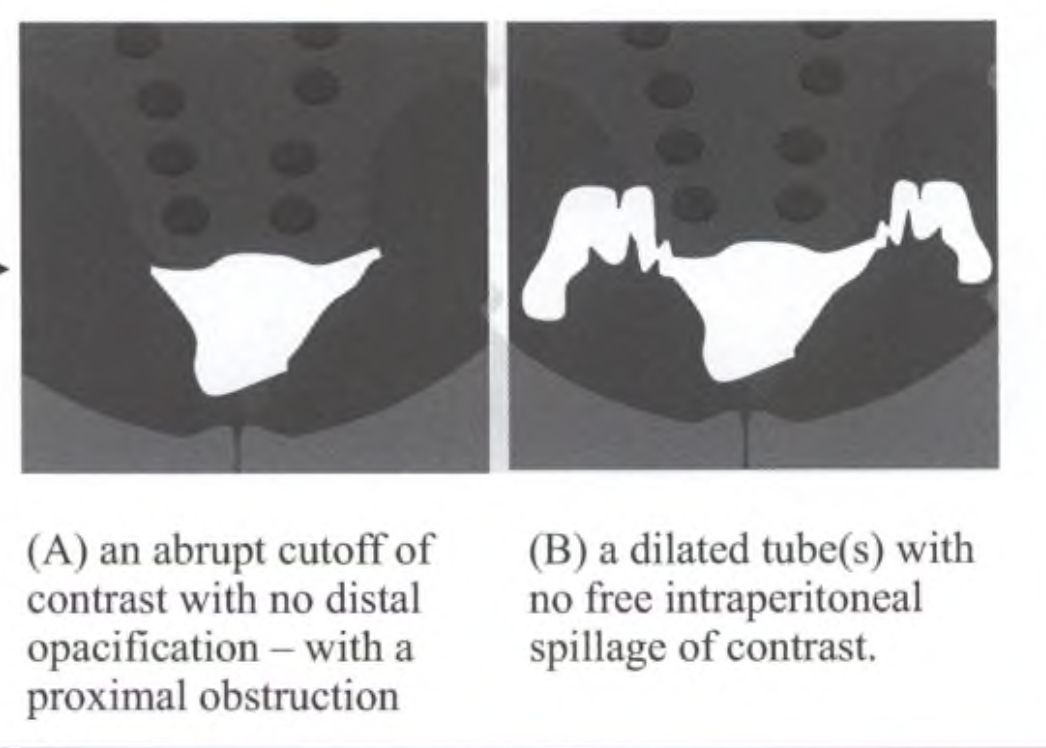 (A) an abrupt cutoff of
contrast with no distal
opacification – with a
proximal obstruction
(B) a dilated tube(s) with
no free intraperitoneal
spillage of contrast.